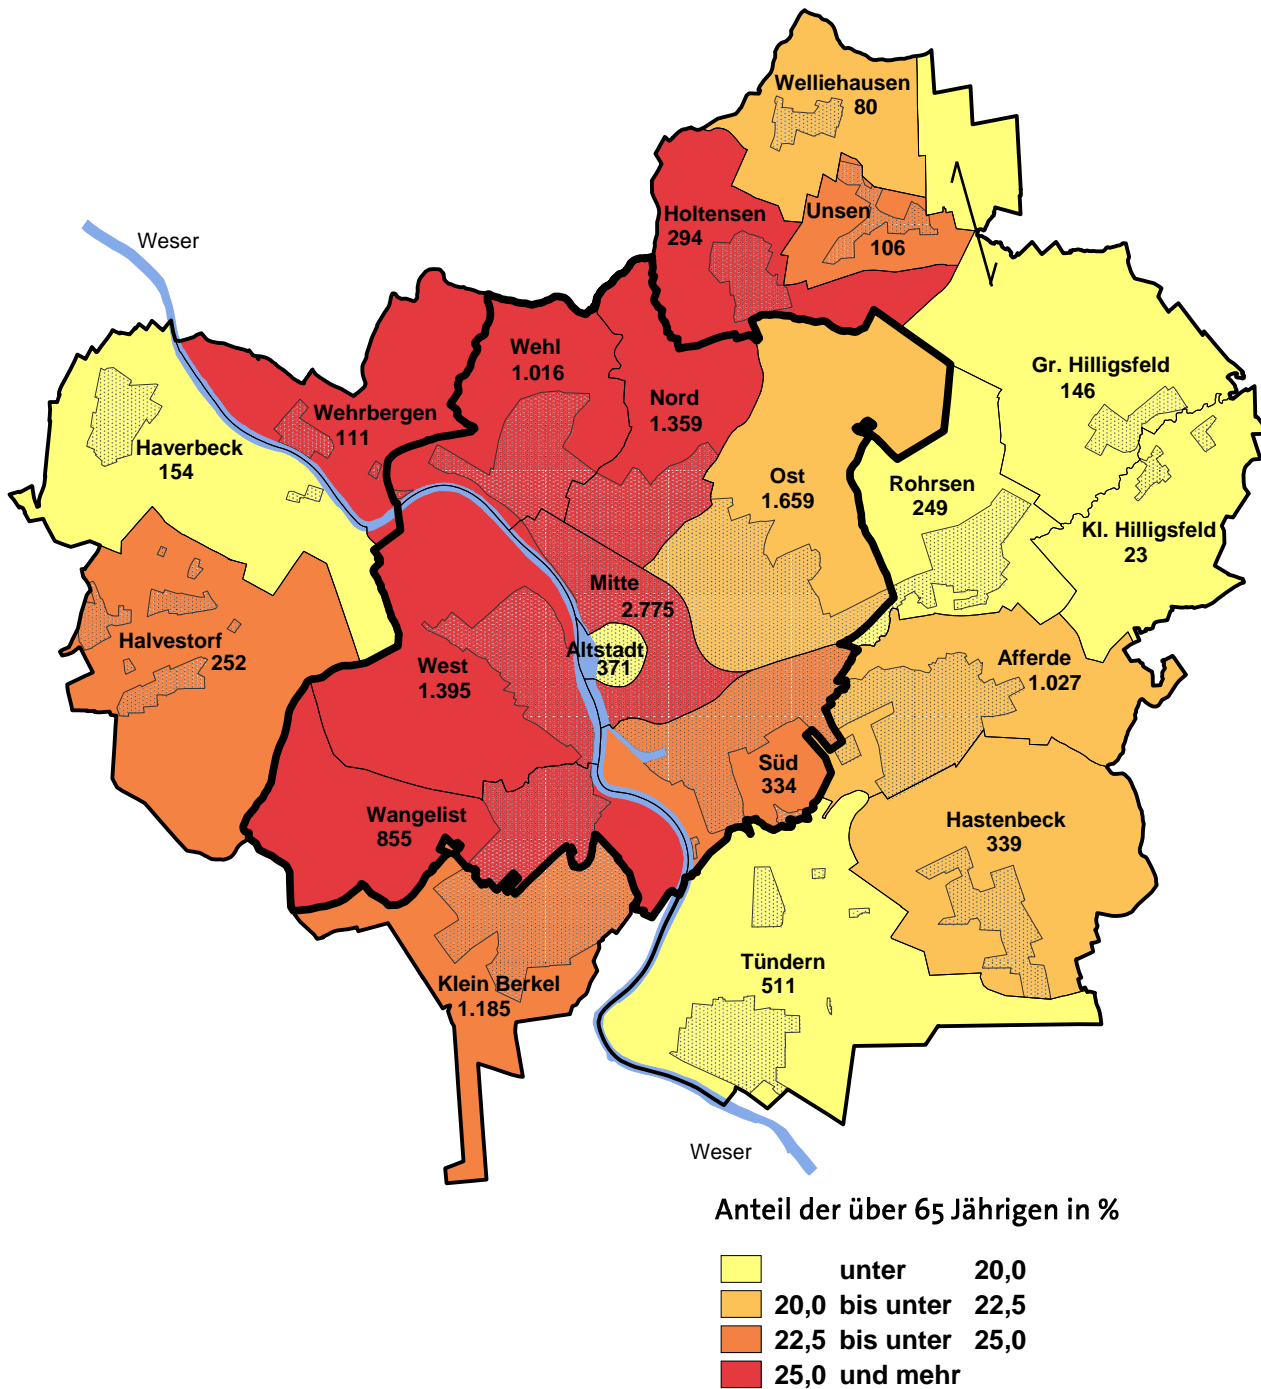 Welliehausen
80
Unsen
106
Holtensen
294
Weser
Wehl
1.016
Nord
1.359
Gr. Hilligsfeld
146
Wehrbergen
111
Haverbeck
154
Ost
1.659
Rohrsen
249
Kl. Hilligsfeld
23
Mitte
2.775
Halvestorf
252
Altstadt
371
West
1.395
Afferde
1.027
Süd
334
Wangelist
855
Hastenbeck
339
Tündern
511
Klein Berkel
1.185
Weser
Anteil der über 65 Jährigen in %
unter 20,0
20,0 bis unter 22,5
22,5 bis unter 25,0
25,0 und mehr